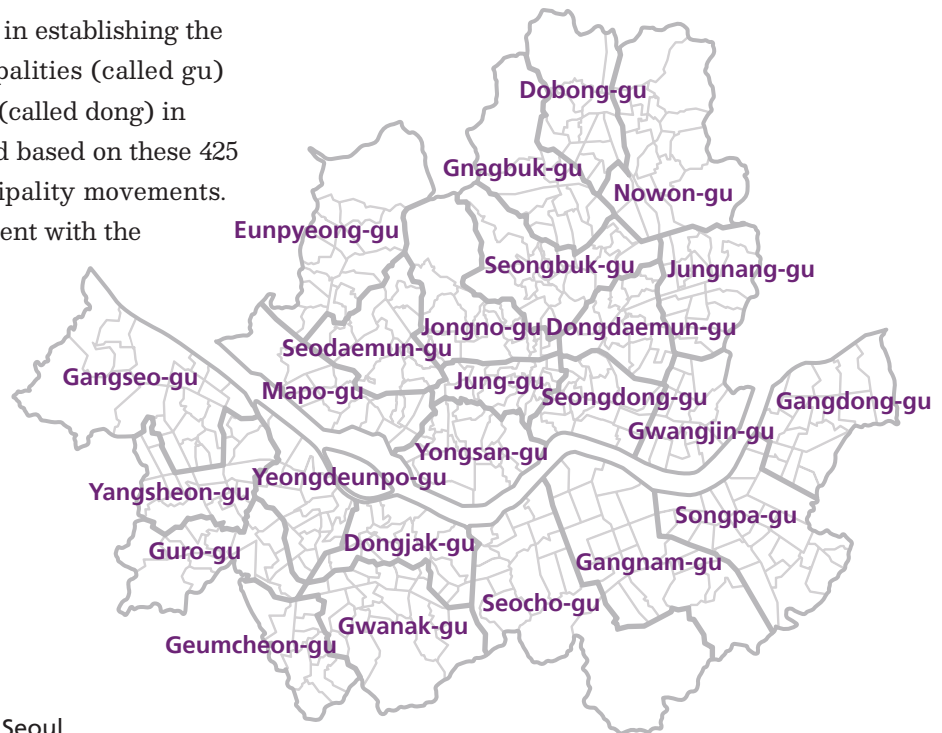 in establishing the
palities (called gu)
(called dong) in
d based on these 425
cipality movements.
ent with the
Dobong-gu
Gnagbuk-gu
Nowon-gu
Eunpyeong-gu
Seongbuk-gu
Jungnang-gu
Jongno-gu
Dongdaemun-gu
Seodaemun-gu
Gangseo-gu
Mapo-gu
Jung-gu
Seongdong-gu
Gangdong-gu
Gwangjin-gu
Yongsan-gu
Yangsheon-gu
Yeongdeunpo-gu
Songpa-gu
Guro-gu
Dongjak-gu
Gangnam-gu
Seocho-gu
Gwanak-gu
Geumcheon-gu
Seoul